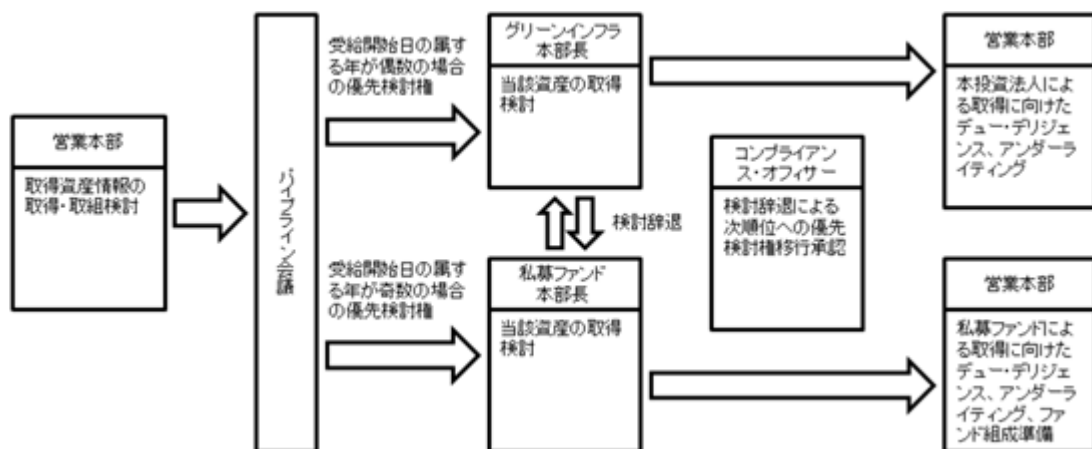 営業本部
取得資産情報の
取得・取組検討
パイプライン会議
受給開始日の属す
る年が偶数の場合
の優先検討権
グリーンインフラ
本部長
当該資産の取得
検討
営業本部
本投資法人によ
る取得に向けた
デュー・デリジェ
ンス、アンダーラ
イティング
コンプライアン
ス・オフィサー
検討辞退による
次順位への優先
検討権移行承認
検討辞退
受給開始日の属す
る年が奇数の場合
の優先検討権
私募ファンド
本部長
当該資産の取得
検討
営業本部
私募ファンドによ
る取得に向けた
デュー・デリジェ
ンス、アンダーラ
イティング、ファ
ンド組成準備